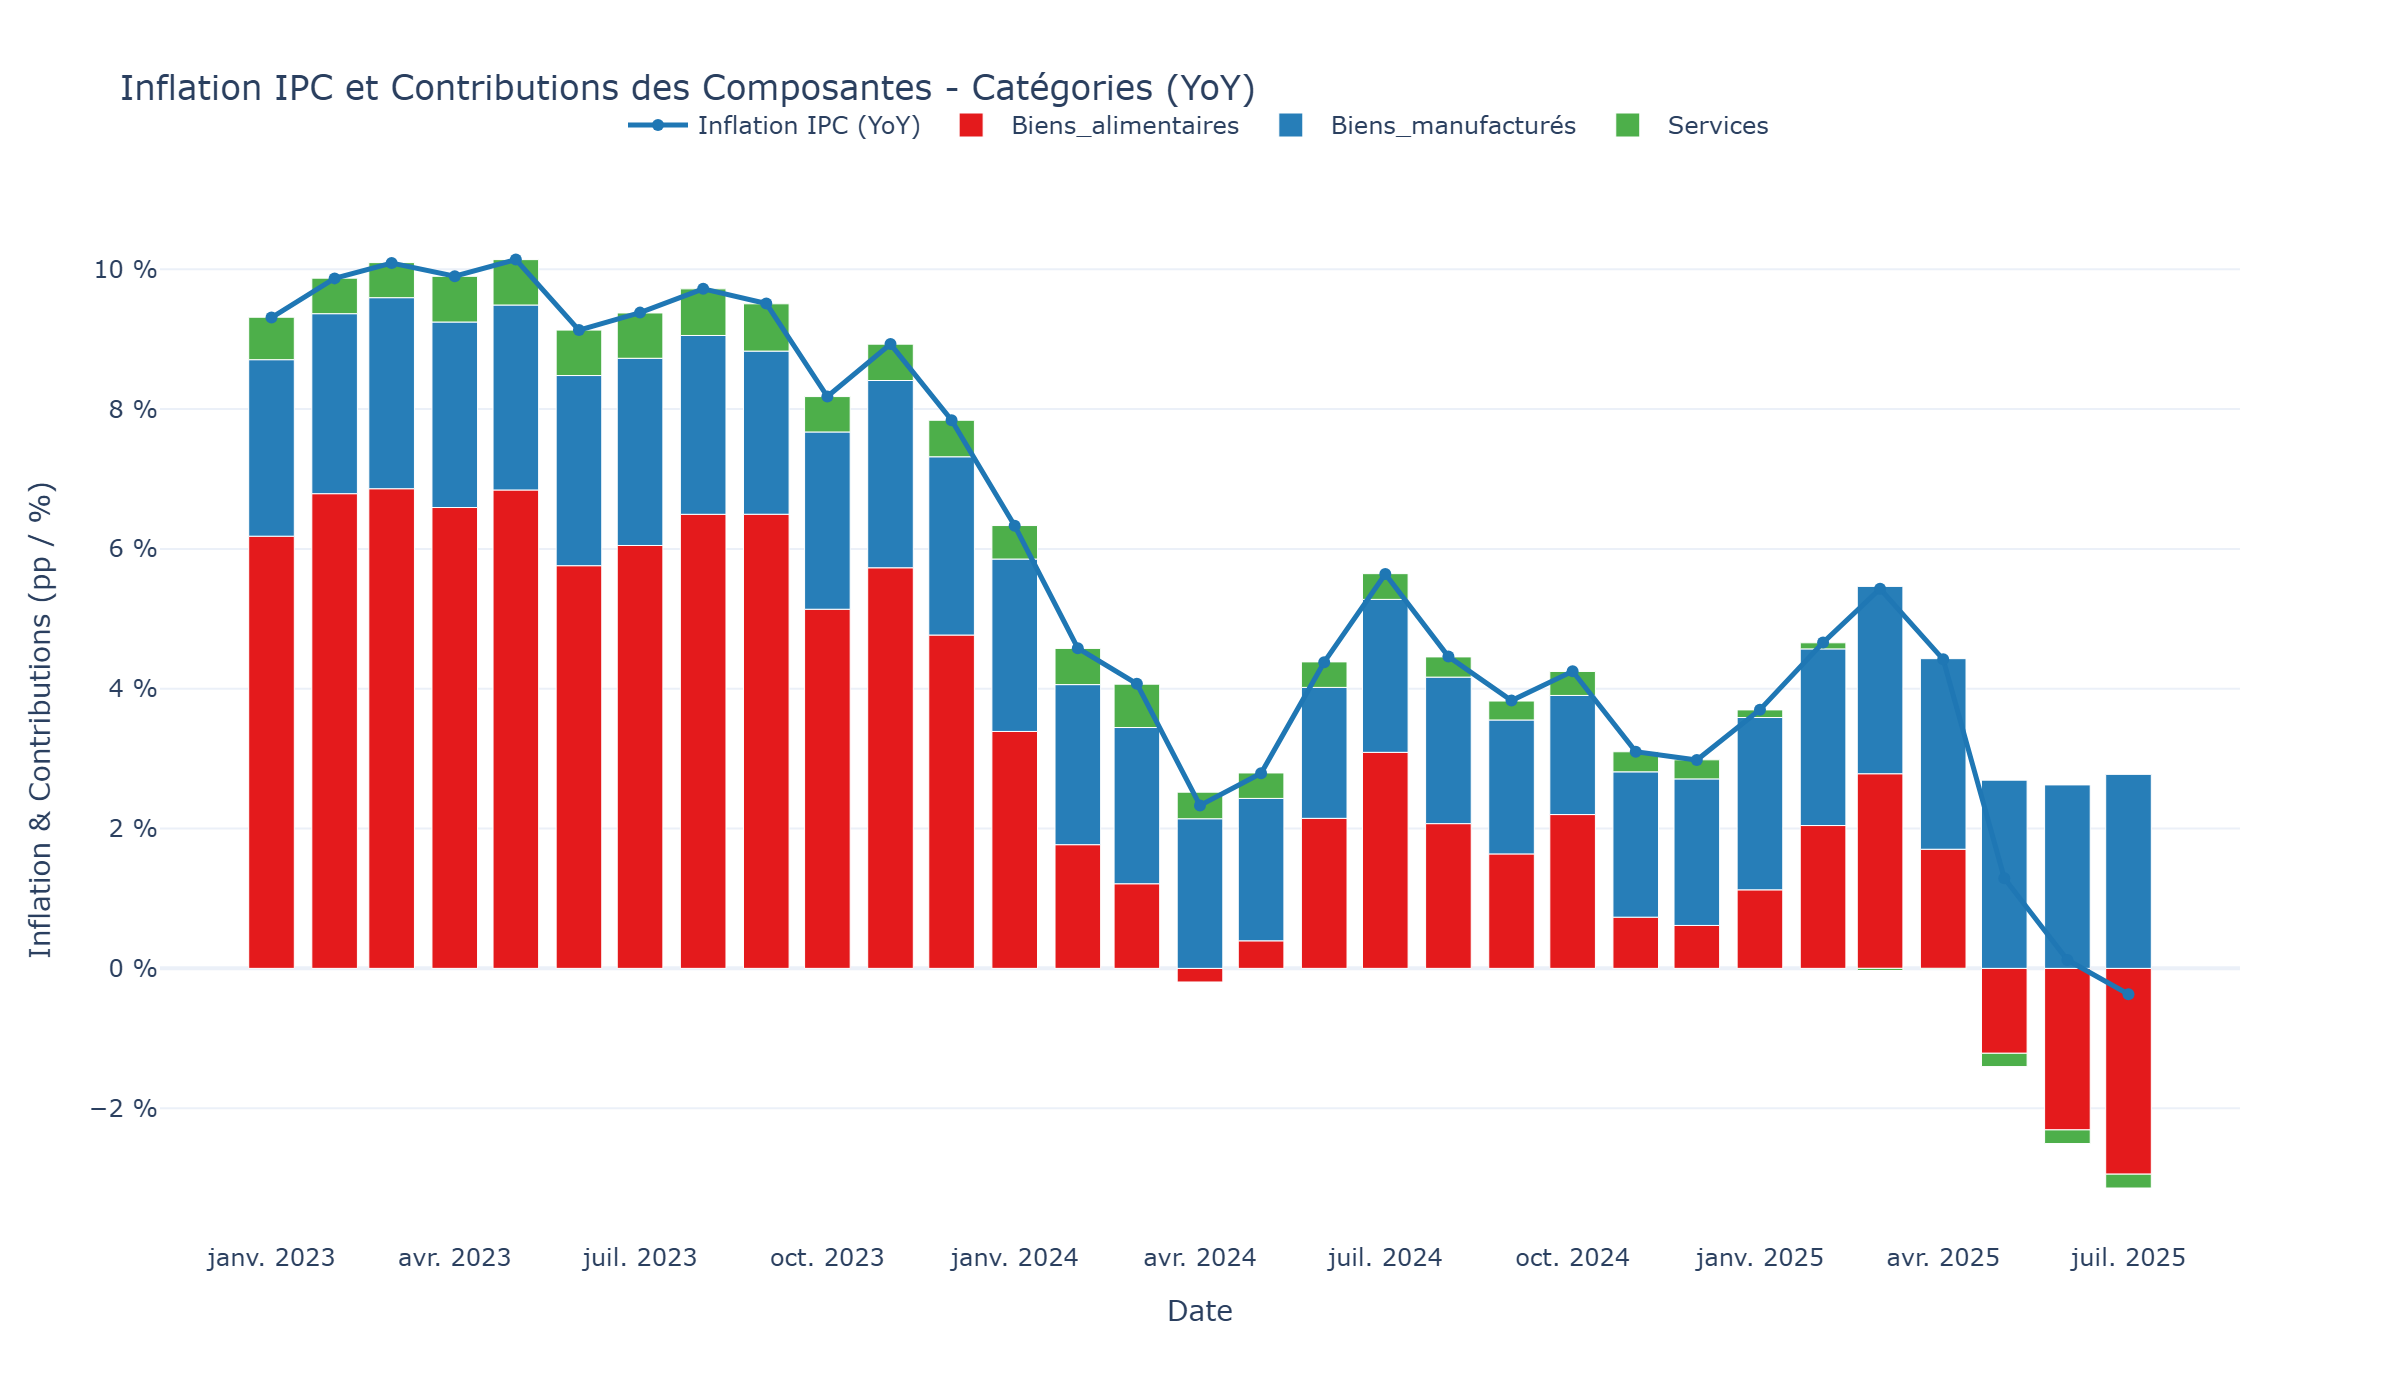 Inflation IPC et Contributions des Composantes - Catégories (YoY)
Inflation IPC (YoY) Biens_alimentaires Biens_manufacturés Services
Inflation & Contributions (pp / %)
10 %
8 %
6 %
4 %
2 %
0 %
−2 %
janv. 2023 avr. 2023 juil. 2023 oct. 2023 janv. 2024 avr. 2024 juil. 2024 oct. 2024 janv. 2025 avr. 2025 juil. 2025
Date